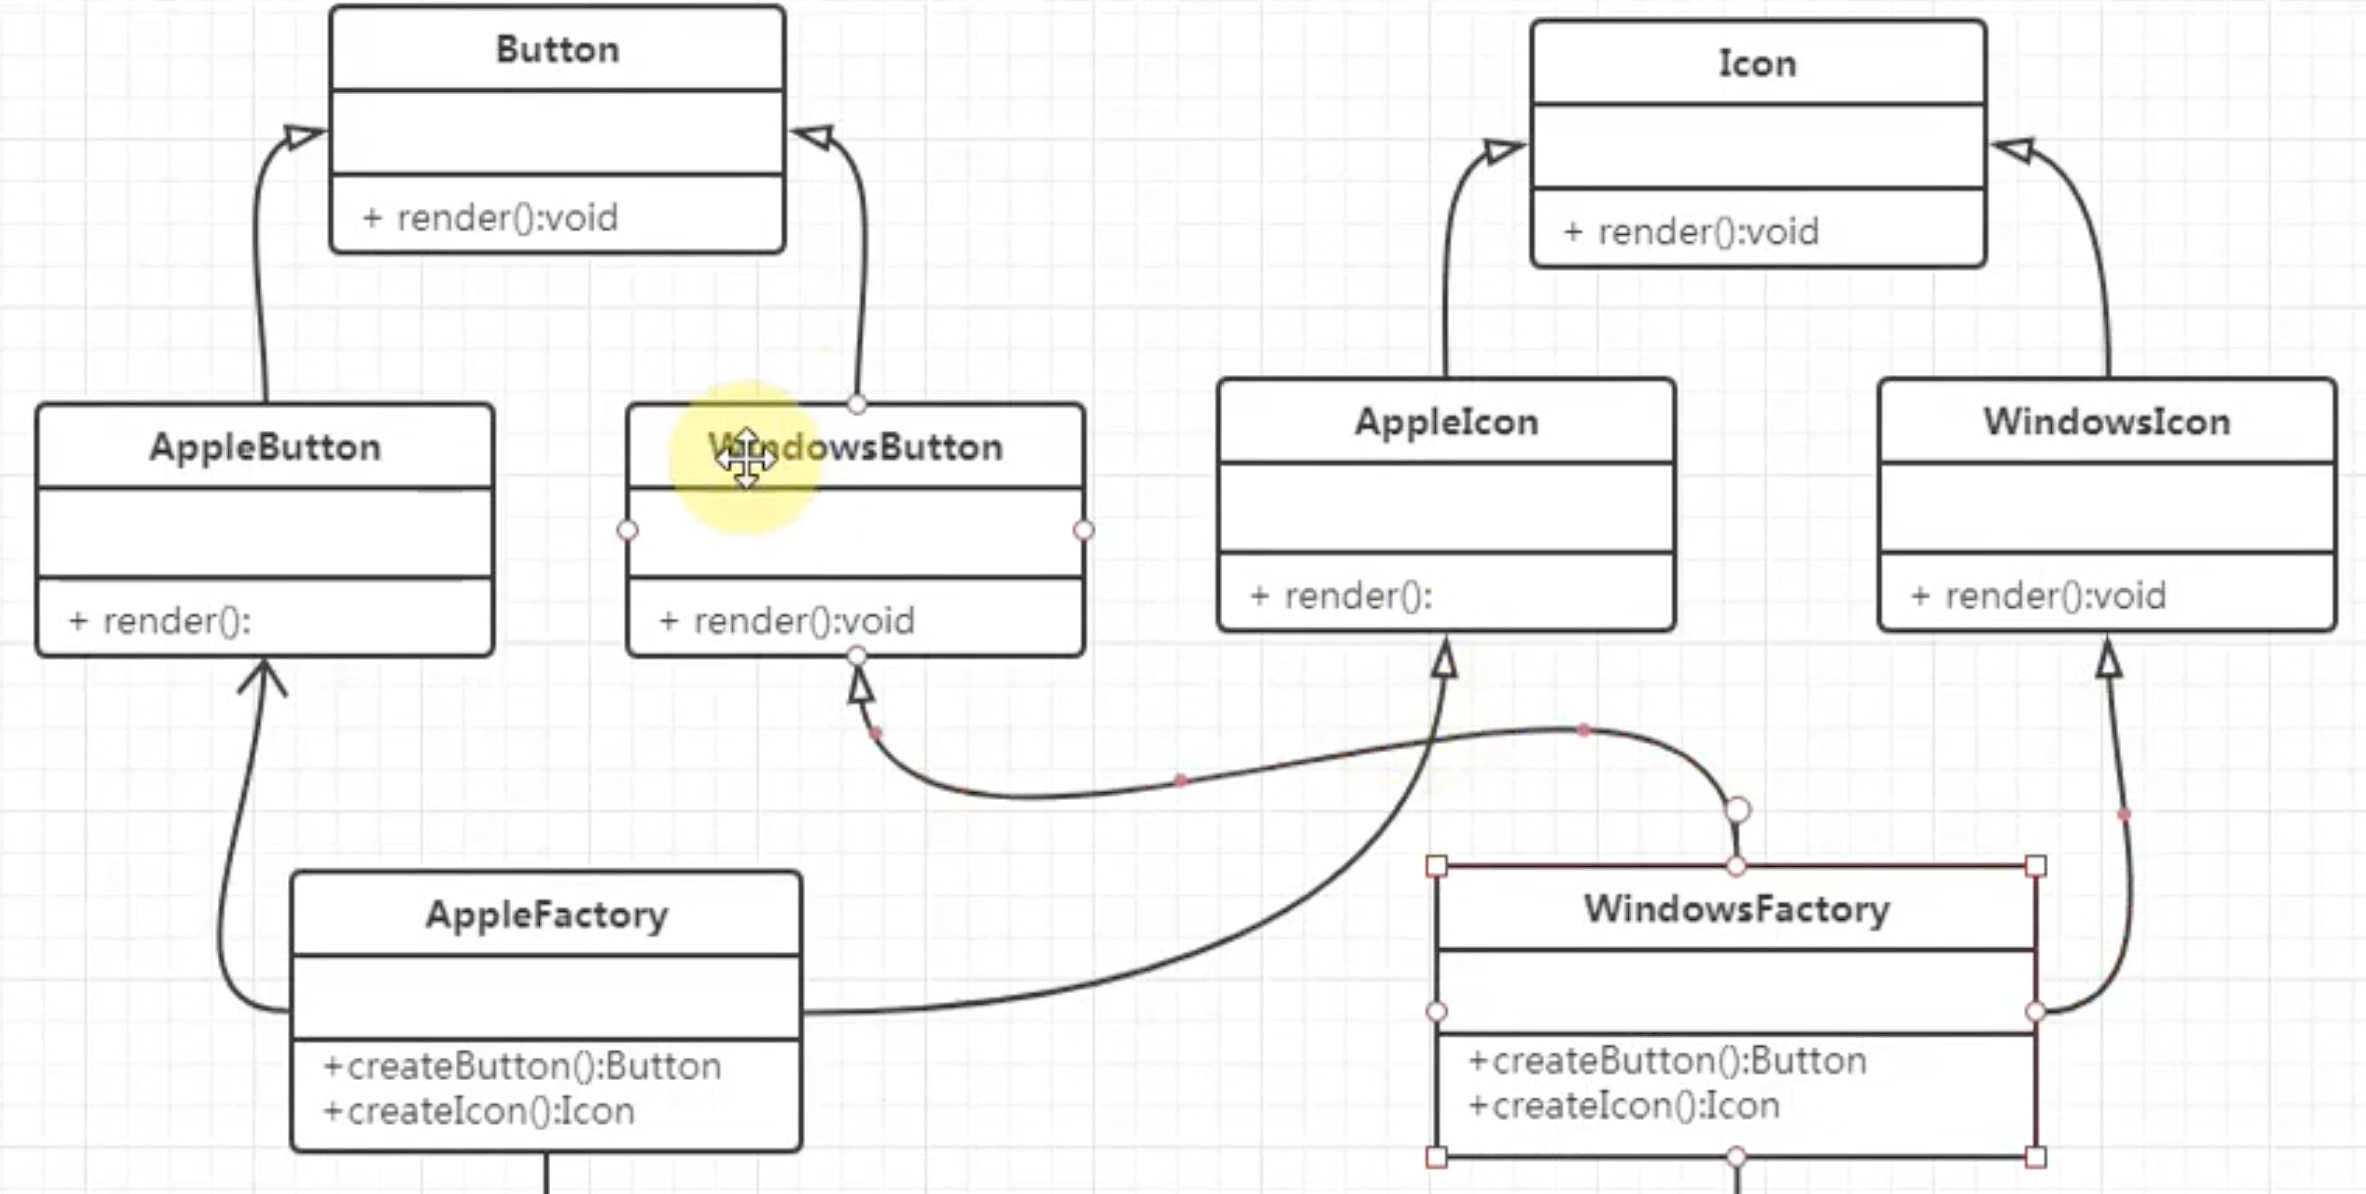 Button
+ render():void
Icon
+ render():void
AppleButton
+ render():
WindowsButton
+ render():void
AppleIcon
+ render():
WindowsIcon
+ render():void
AppleFactory
+createButton():Button
+createIcon():Icon
WindowsFactory
+createButton():Button
+createIcon():Icon